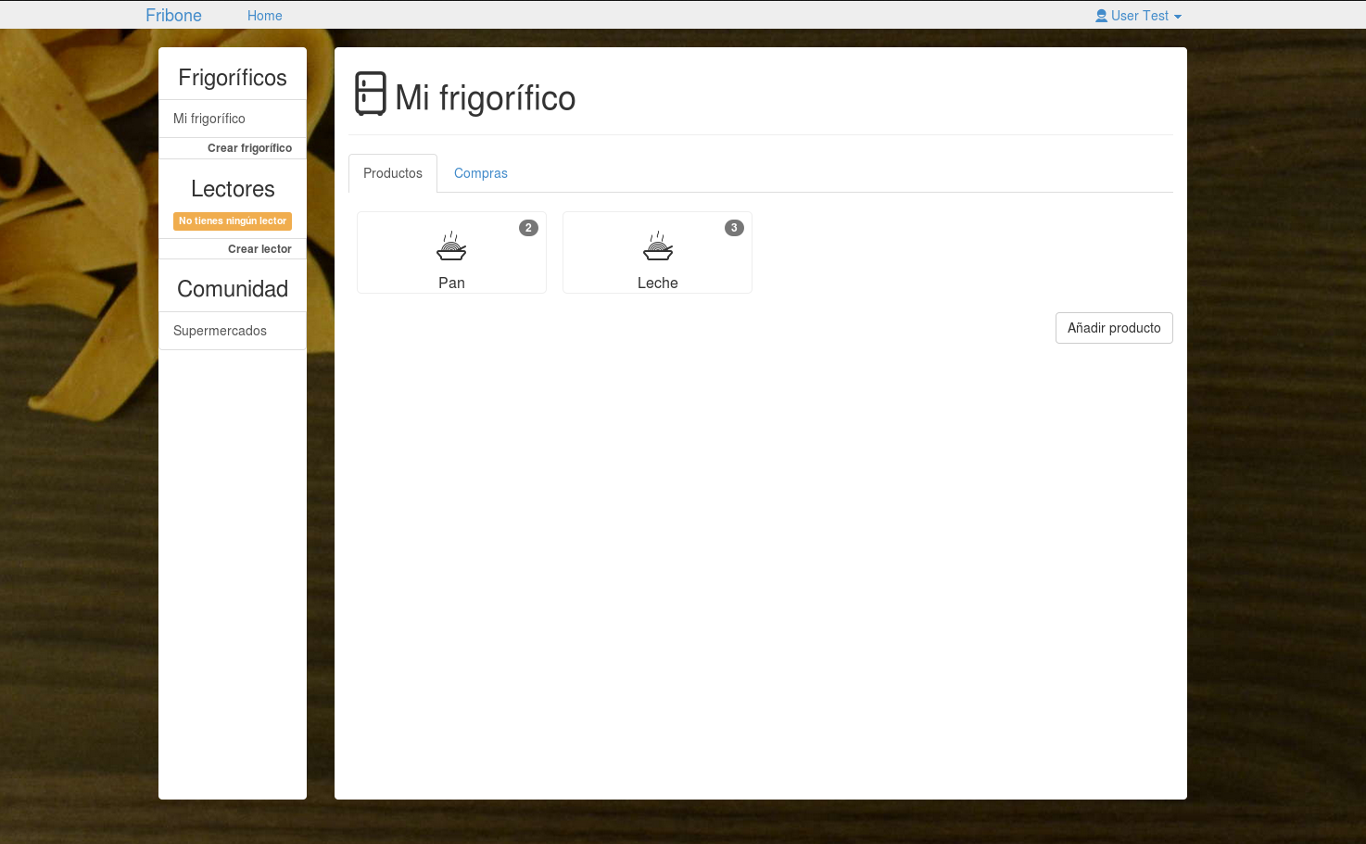 Fribone
Home
User Test
Frigoríficos
Mi frigorífico
Crear frigorífico
Lectores
No tienes ningún lector
Crear lector
Comunidad
Supermercados
Mi frigorífico
Productos
Compras
2
Pan
3
Leche
Añadir producto